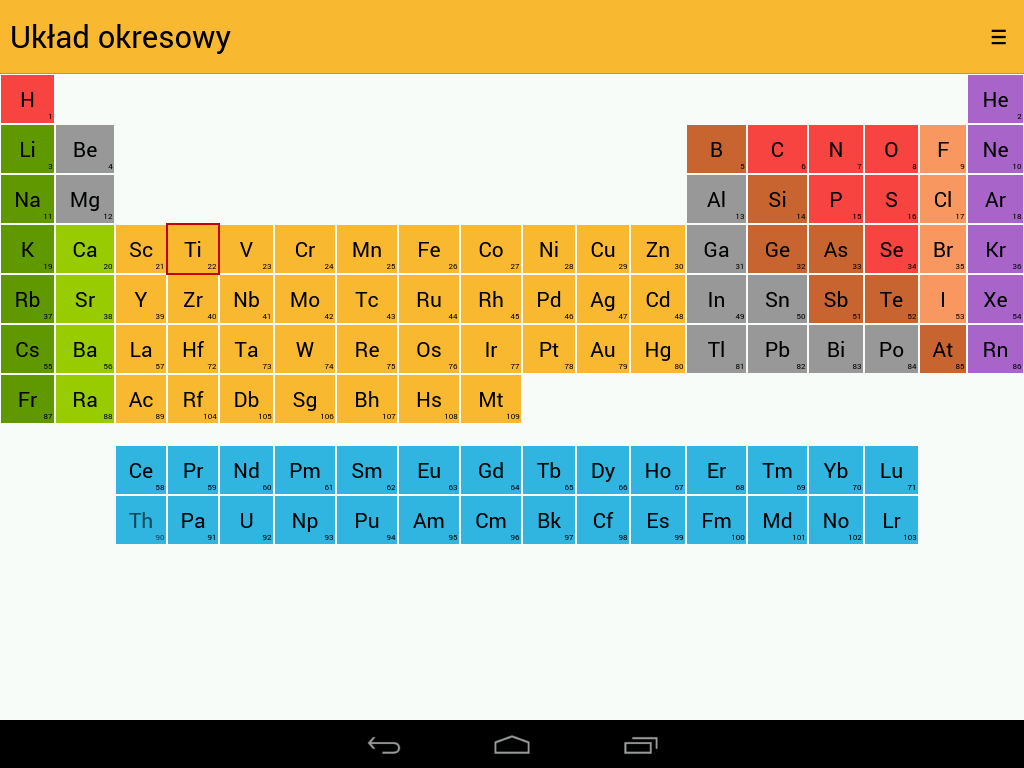 Układ okresowy
H 1 He 2
Li 3 Be 4 B 5 C 6 N 7 O 8 F 9 Ne 10
Na 11 Mg 12 Al 13 Si 14 P 15 S 16 Cl 17 Ar 18
K 19 Ca 20 Sc 21 Ti 22 V 23 Cr 24 Mn 25 Fe 26 Co 27 Ni 28 Cu 29 Zn 30 Ga 31 Ge 32 As 33 Se 34 Br 35 Kr 36
Rb 37 Sr 38 Y 39 Zr 40 Nb 41 Mo 42 Tc 43 Ru 44 Rh 45 Pd 46 Ag 47 Cd 48 In 49 Sn 50 Sb 51 Te 52 I 53 Xe 54
Cs 55 Ba 56 La 57 Hf 72 Ta 73 W 74 Re 75 Os 76 Ir 77 Pt 78 Au 79 Hg 80 Tl 81 Pb 82 Bi 83 Po 84 At 85 Rn 86
Fr 87 Ra 88 Ac 89 Rf 104 Db 105 Sg 106 Bh 107 Hs 108 Mt 109
Ce 58 Pr 59 Nd 60 Pm 61 Sm 62 Eu 63 Gd 64 Tb 65 Dy 66 Ho 67 Er 68 Tm 69 Yb 70 Lu 71
Th 90 Pa 91 U 92 Np 93 Pu 94 Am 95 Cm 96 Bk 97 Cf 98 Es 99 Fm 100 Md 101 No 102 Lr 103